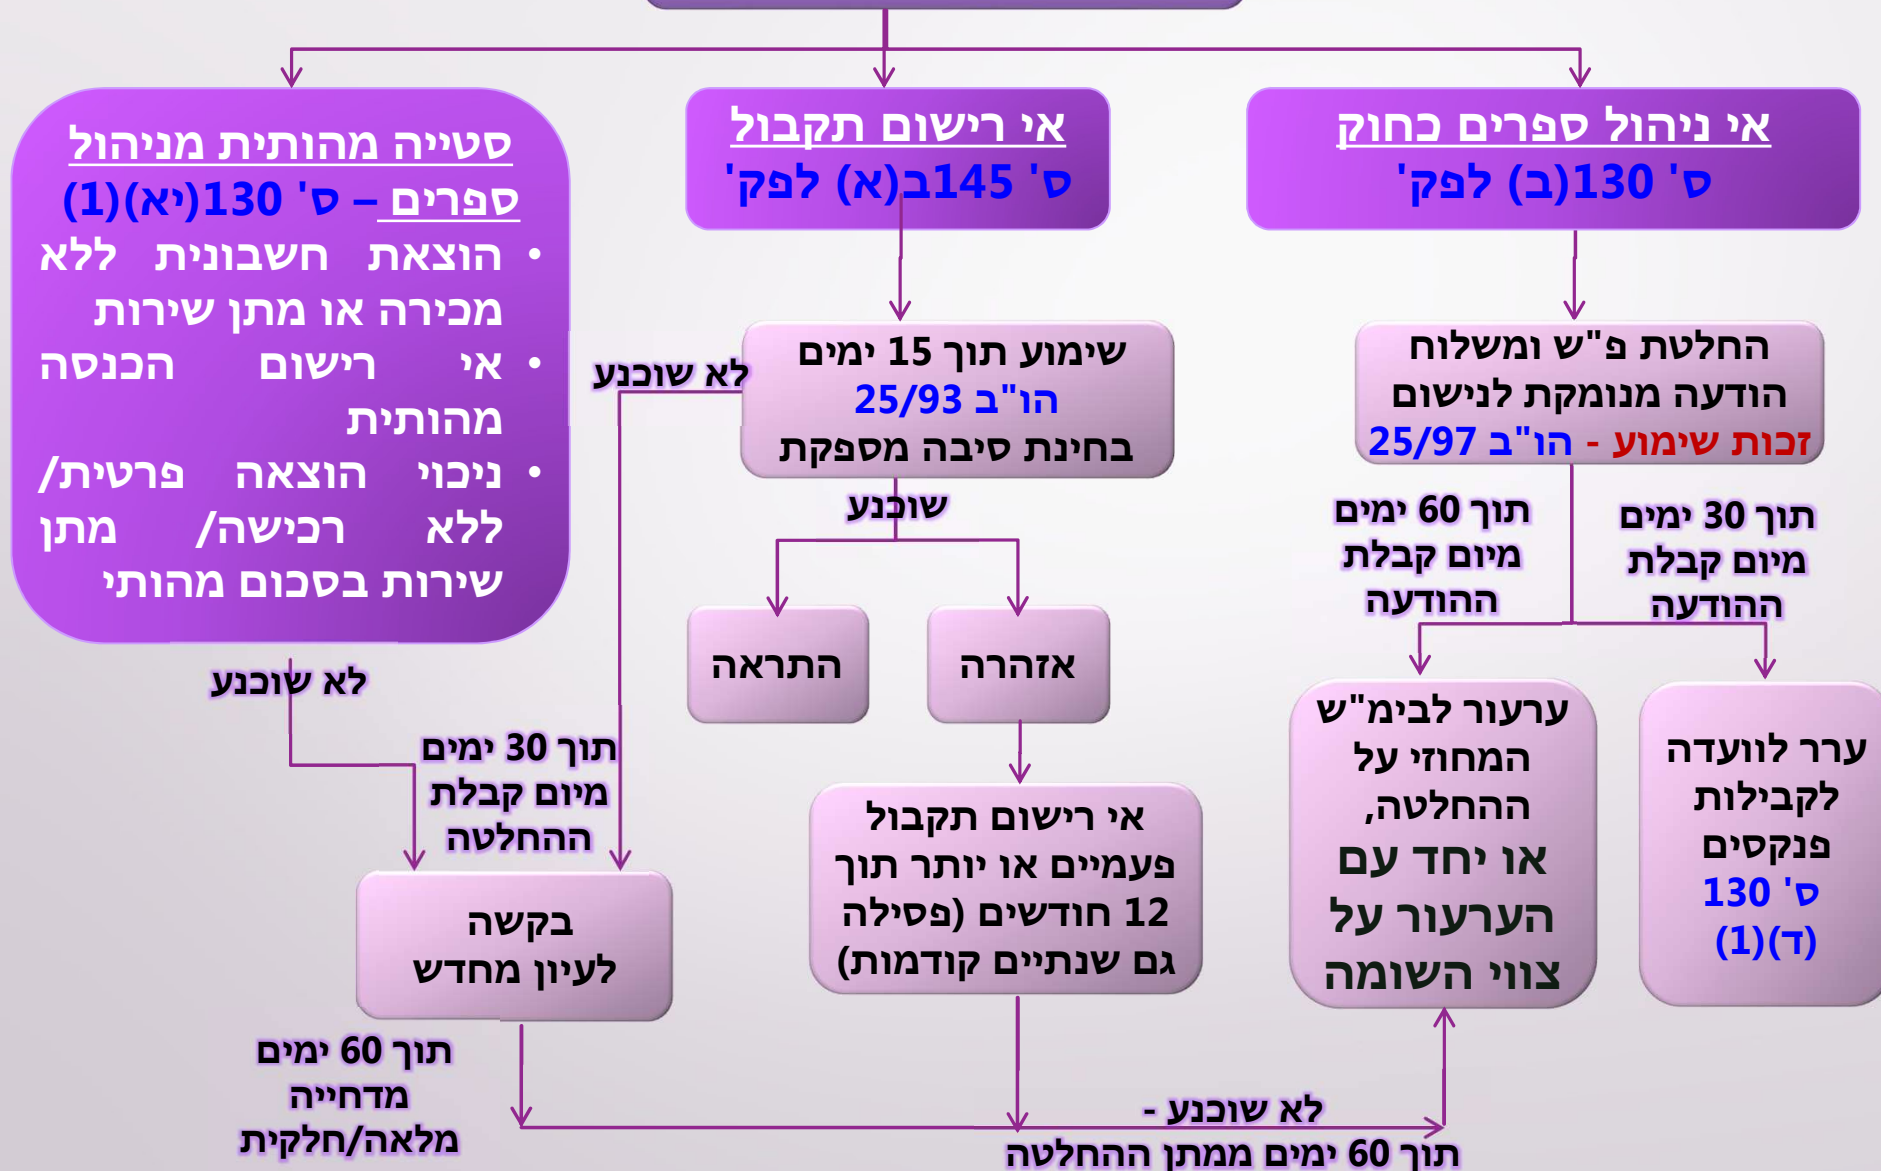 אי ניהול ספרים כחוק
ס' 130(ב) לפק'
החלטת פ"ש ומשלוח
הודעה מנומקת לנישום
זכות שימוע - הו"ב 25/97
תוך 30 ימים
מיום קבלת
ההודעה
תוך 60 ימים
מיום קבלת
ההודעה
ערר לוועדה
לקבילות
פנקסים
ס' 130
(ד)(1)
ערעור לבימ"ש
המחוזי על
ההחלטה,
או יחד עם
הערעור על
צווי השומה
אי רישום תקבול
ס' 145ב(א) לפק'
שימוע תוך 15 ימים
הו"ב 25/93
בחינת סיבה מספקת
לא שוכנע
שוכנע
אזהרה
התראה
אי רישום תקבול
פעמיים או יותר תוך
12 חודשים (פסילה
גם שנתיים קודמות)
סטייה מהותית מניהול
ספרים – ס' 130(יא)(1)
• הוצאת חשבונית ללא
מכירה או מתן שירות
• אי רישום הכנסה
מהותית
• ניכוי הוצאה פרטית/
ללא רכישה/ מתן
שירות בסכום מהותי
לא שוכנע
תוך 30 ימים
מיום קבלת
ההחלטה
בקשה
לעיון מחדש
תוך 60 ימים
מדחייה
מלאה/חלקית
לא שוכנע -
תוך 60 ימים ממתן ההחלטה